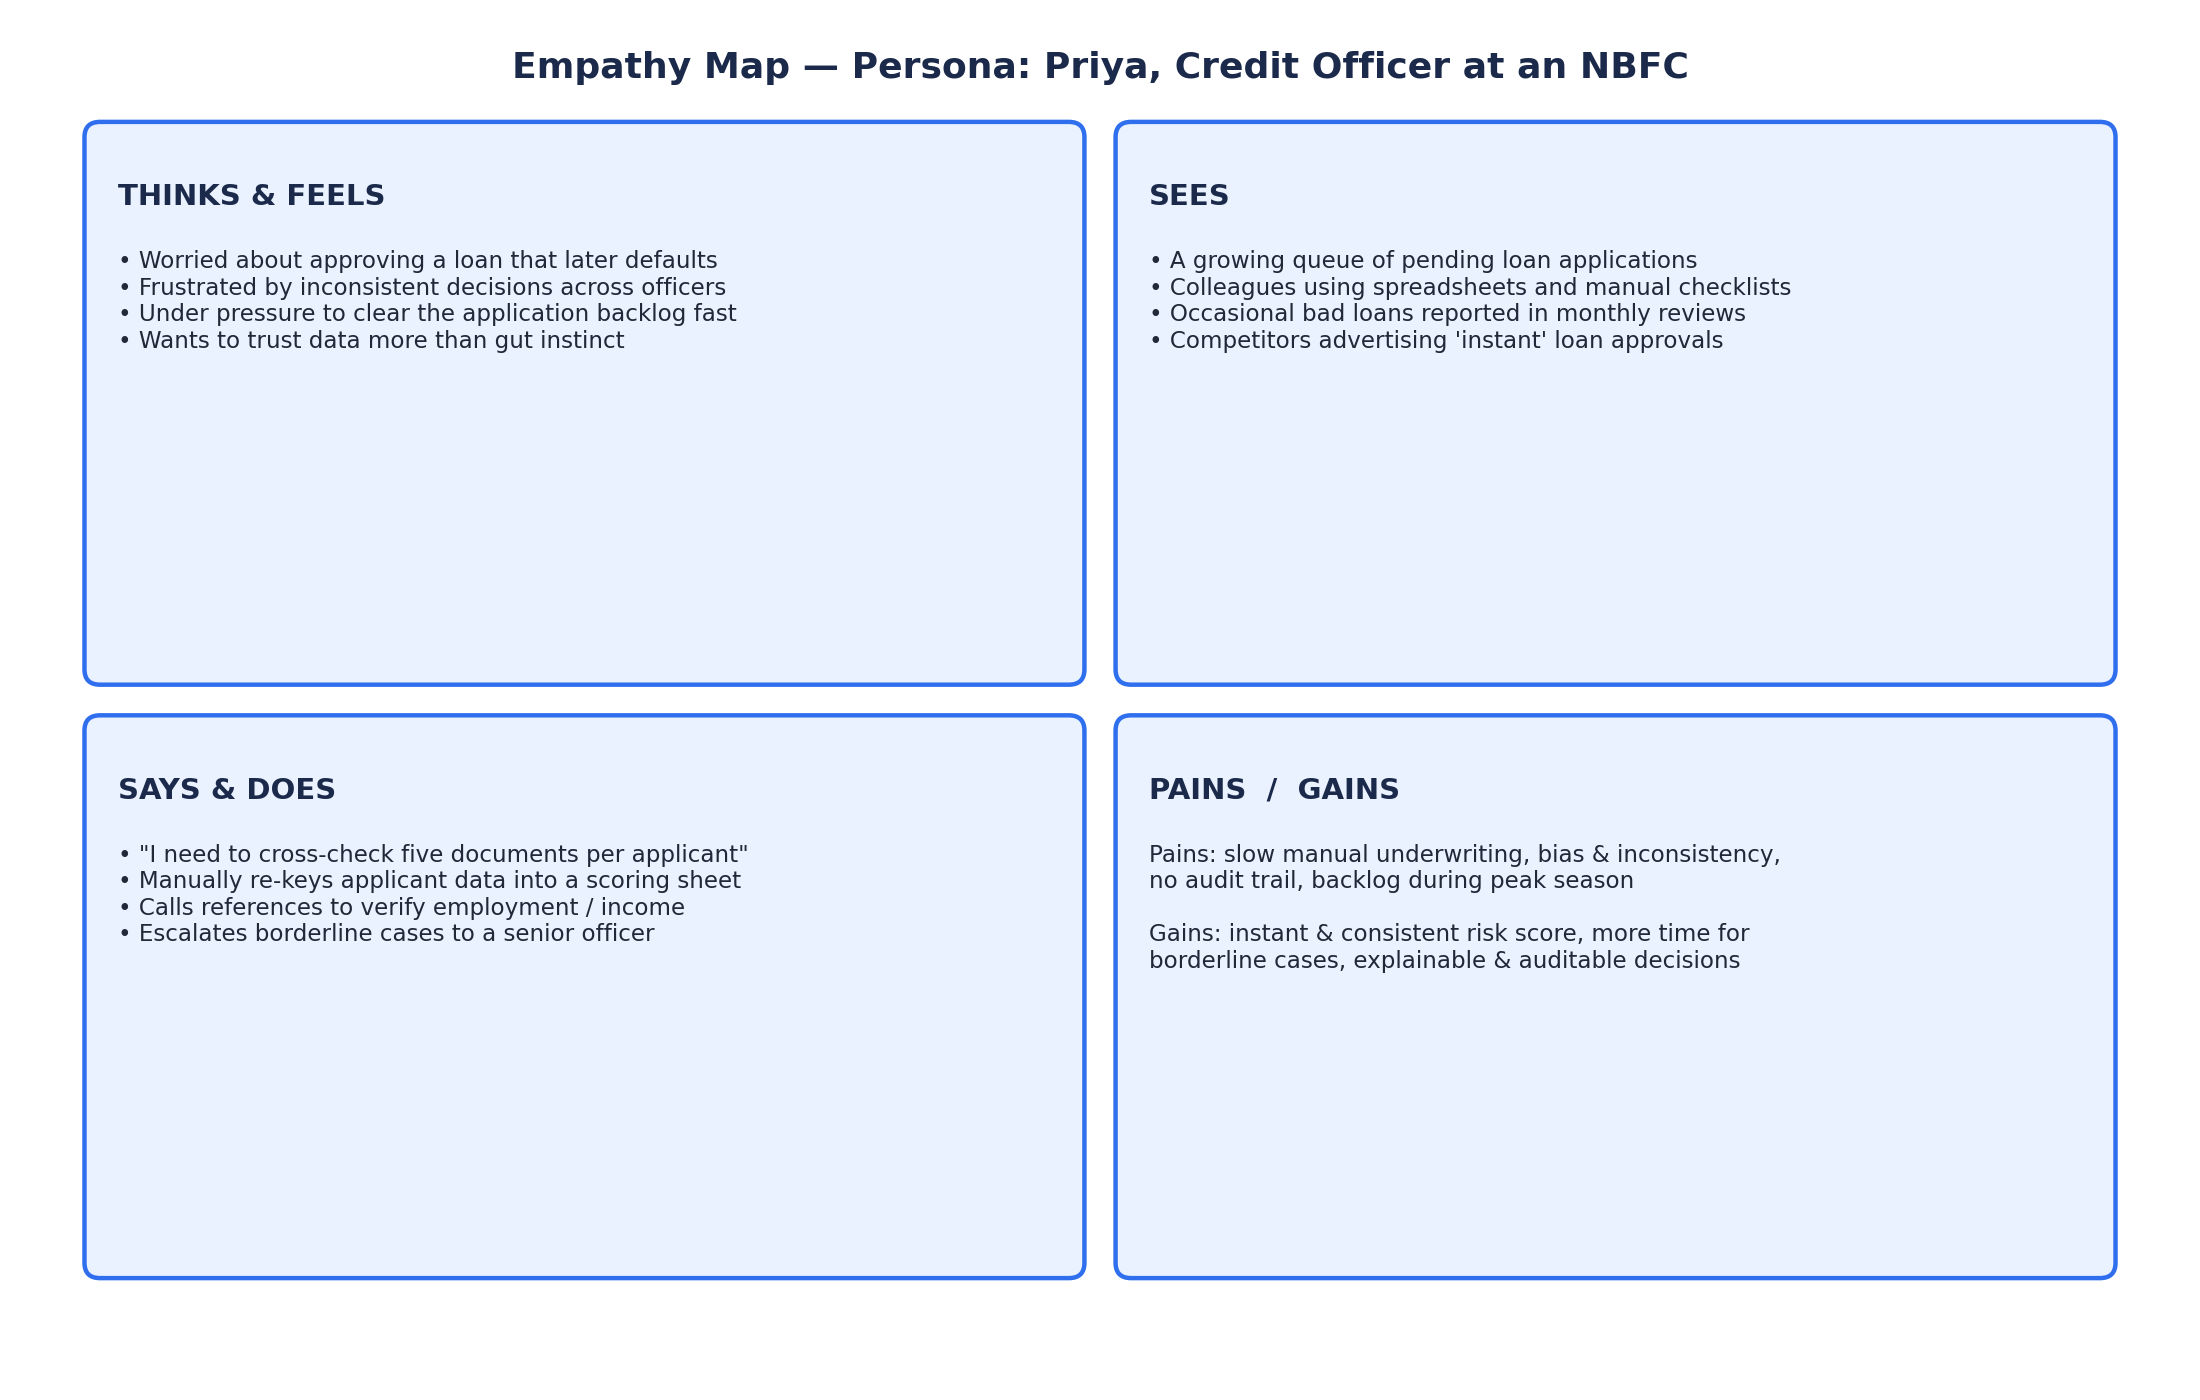 Empathy Map — Persona: Priya, Credit Officer at an NBFC
THINKS & FEELS
• Worried about approving a loan that later defaults
• Frustrated by inconsistent decisions across officers
• Under pressure to clear the application backlog fast
• Wants to trust data more than gut instinct
SEES
• A growing queue of pending loan applications
• Colleagues using spreadsheets and manual checklists
• Occasional bad loans reported in monthly reviews
• Competitors advertising 'instant' loan approvals
SAYS & DOES
• "I need to cross-check five documents per applicant"
• Manually re-keys applicant data into a scoring sheet
• Calls references to verify employment / income
• Escalates borderline cases to a senior officer
PAINS / GAINS
Pains: slow manual underwriting, bias & inconsistency,
no audit trail, backlog during peak season
Gains: instant & consistent risk score, more time for
borderline cases, explainable & auditable decisions